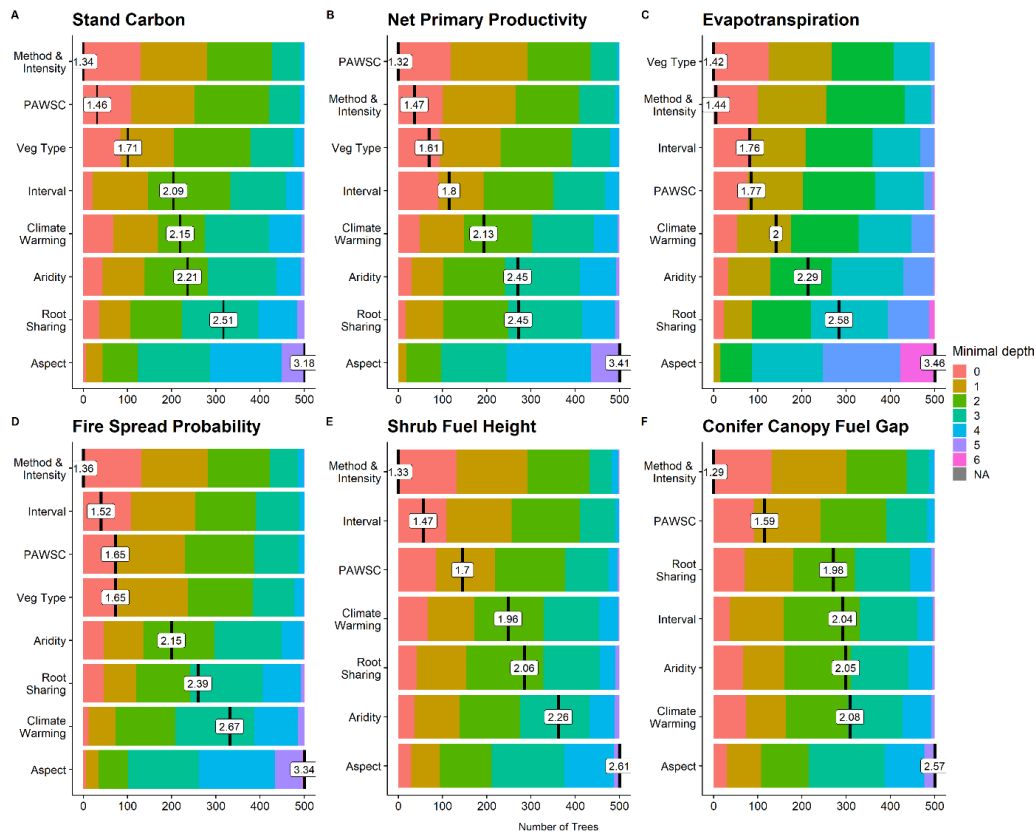 A Stand Carbon
Method &
Intensity
1.34
PAWSC
1.46
Veg Type
1.71
Interval
2.09
Climate
Warming
2.15
Aridity
2.21
Root
Sharing
2.51
Aspect
3.18
0 100 200 300 400 500
B Net Primary Productivity
PAWSC
1.32
Method &
Intensity
1.47
Veg Type
1.61
Interval
1.8
Climate
Warming
2.13
Aridity
2.45
Root
Sharing
2.45
Aspect
3.41
0 100 200 300 400 500
C Evapotranspiration
Veg Type
1.42
Method &
Intensity
1.44
Interval
1.76
PAWSC
1.77
Climate
Warming
2
Aridity
2.29
Root
Sharing
2.58
Aspect
3.46
0 100 200 300 400 500
Minimal depth
0
1
2
3
4
5
6
NA
D Fire Spread Probability
Method &
Intensity
1.36
Interval
1.52
PAWSC
1.65
Veg Type
1.65
Aridity
2.15
Root
Sharing
2.39
Climate
Warming
2.67
Aspect
3.34
0 100 200 300 400 500
E Shrub Fuel Height
Method &
Intensity
1.33
Interval
1.47
PAWSC
1.7
Climate
Warming
1.96
Root
Sharing
2.06
Aridity
2.26
Aspect
2.61
0 100 200 300 400 500
F Conifer Canopy Fuel Gap
Method &
Intensity
1.29
PAWSC
1.59
Root
Sharing
1.98
Interval
2.04
Aridity
2.05
Climate
Warming
2.08
Aspect
2.57
0 100 200 300 400 500
Number of Trees